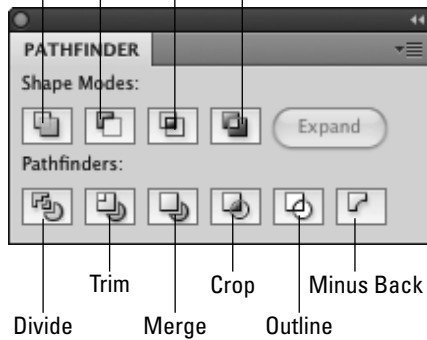 PATHFINDER
Shape Modes:
Expand
Pathfinders:
Trim Crop Minus Back
Divide Merge Outline